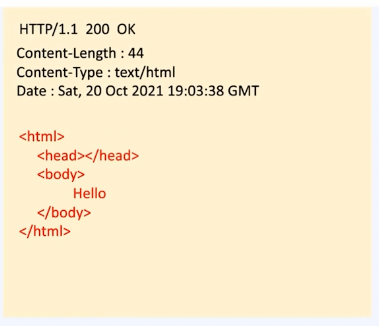 HTTP/1.1 200 OK
Content-Length : 44
Content-Type : text/html
Date : Sat, 20 Oct 2021 19:03:38 GMT
<html>
<head></head>
<body>
Hello
</body>
</html>